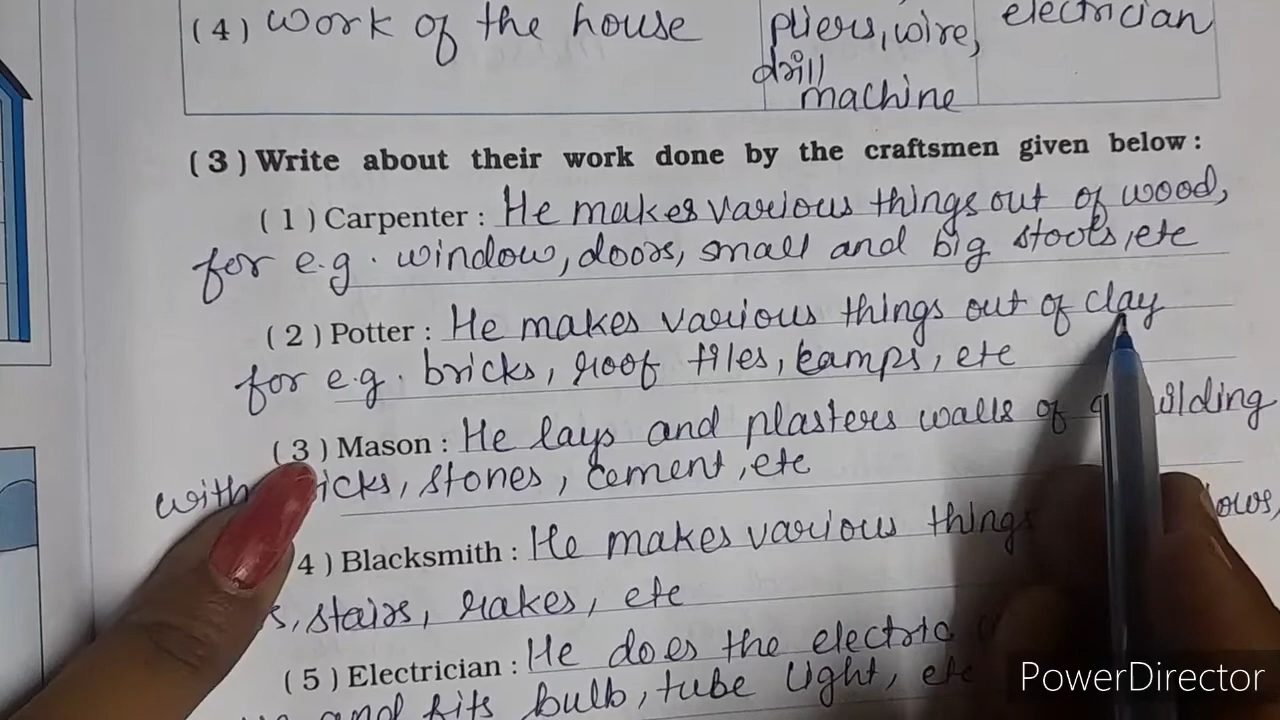 (4) work of the house pliers, wire, electrician
drill
machine
(3) Write about their work done by the craftsmen given below:
(1) Carpenter: He makes various things out of wood,
for e.g. window, doors, small and big stools, etc
(2) Potter: He makes various things out of clay
for e.g. bricks, roof tiles, lamps, etc
(3) Mason: He lays and plasters walls of
with stones, cement, etc
4) Blacksmith: He makes various things
stairs, rakes, etc
(5) Electrician: He does the electric
and fits bulb, tube light, etc
PowerDirector